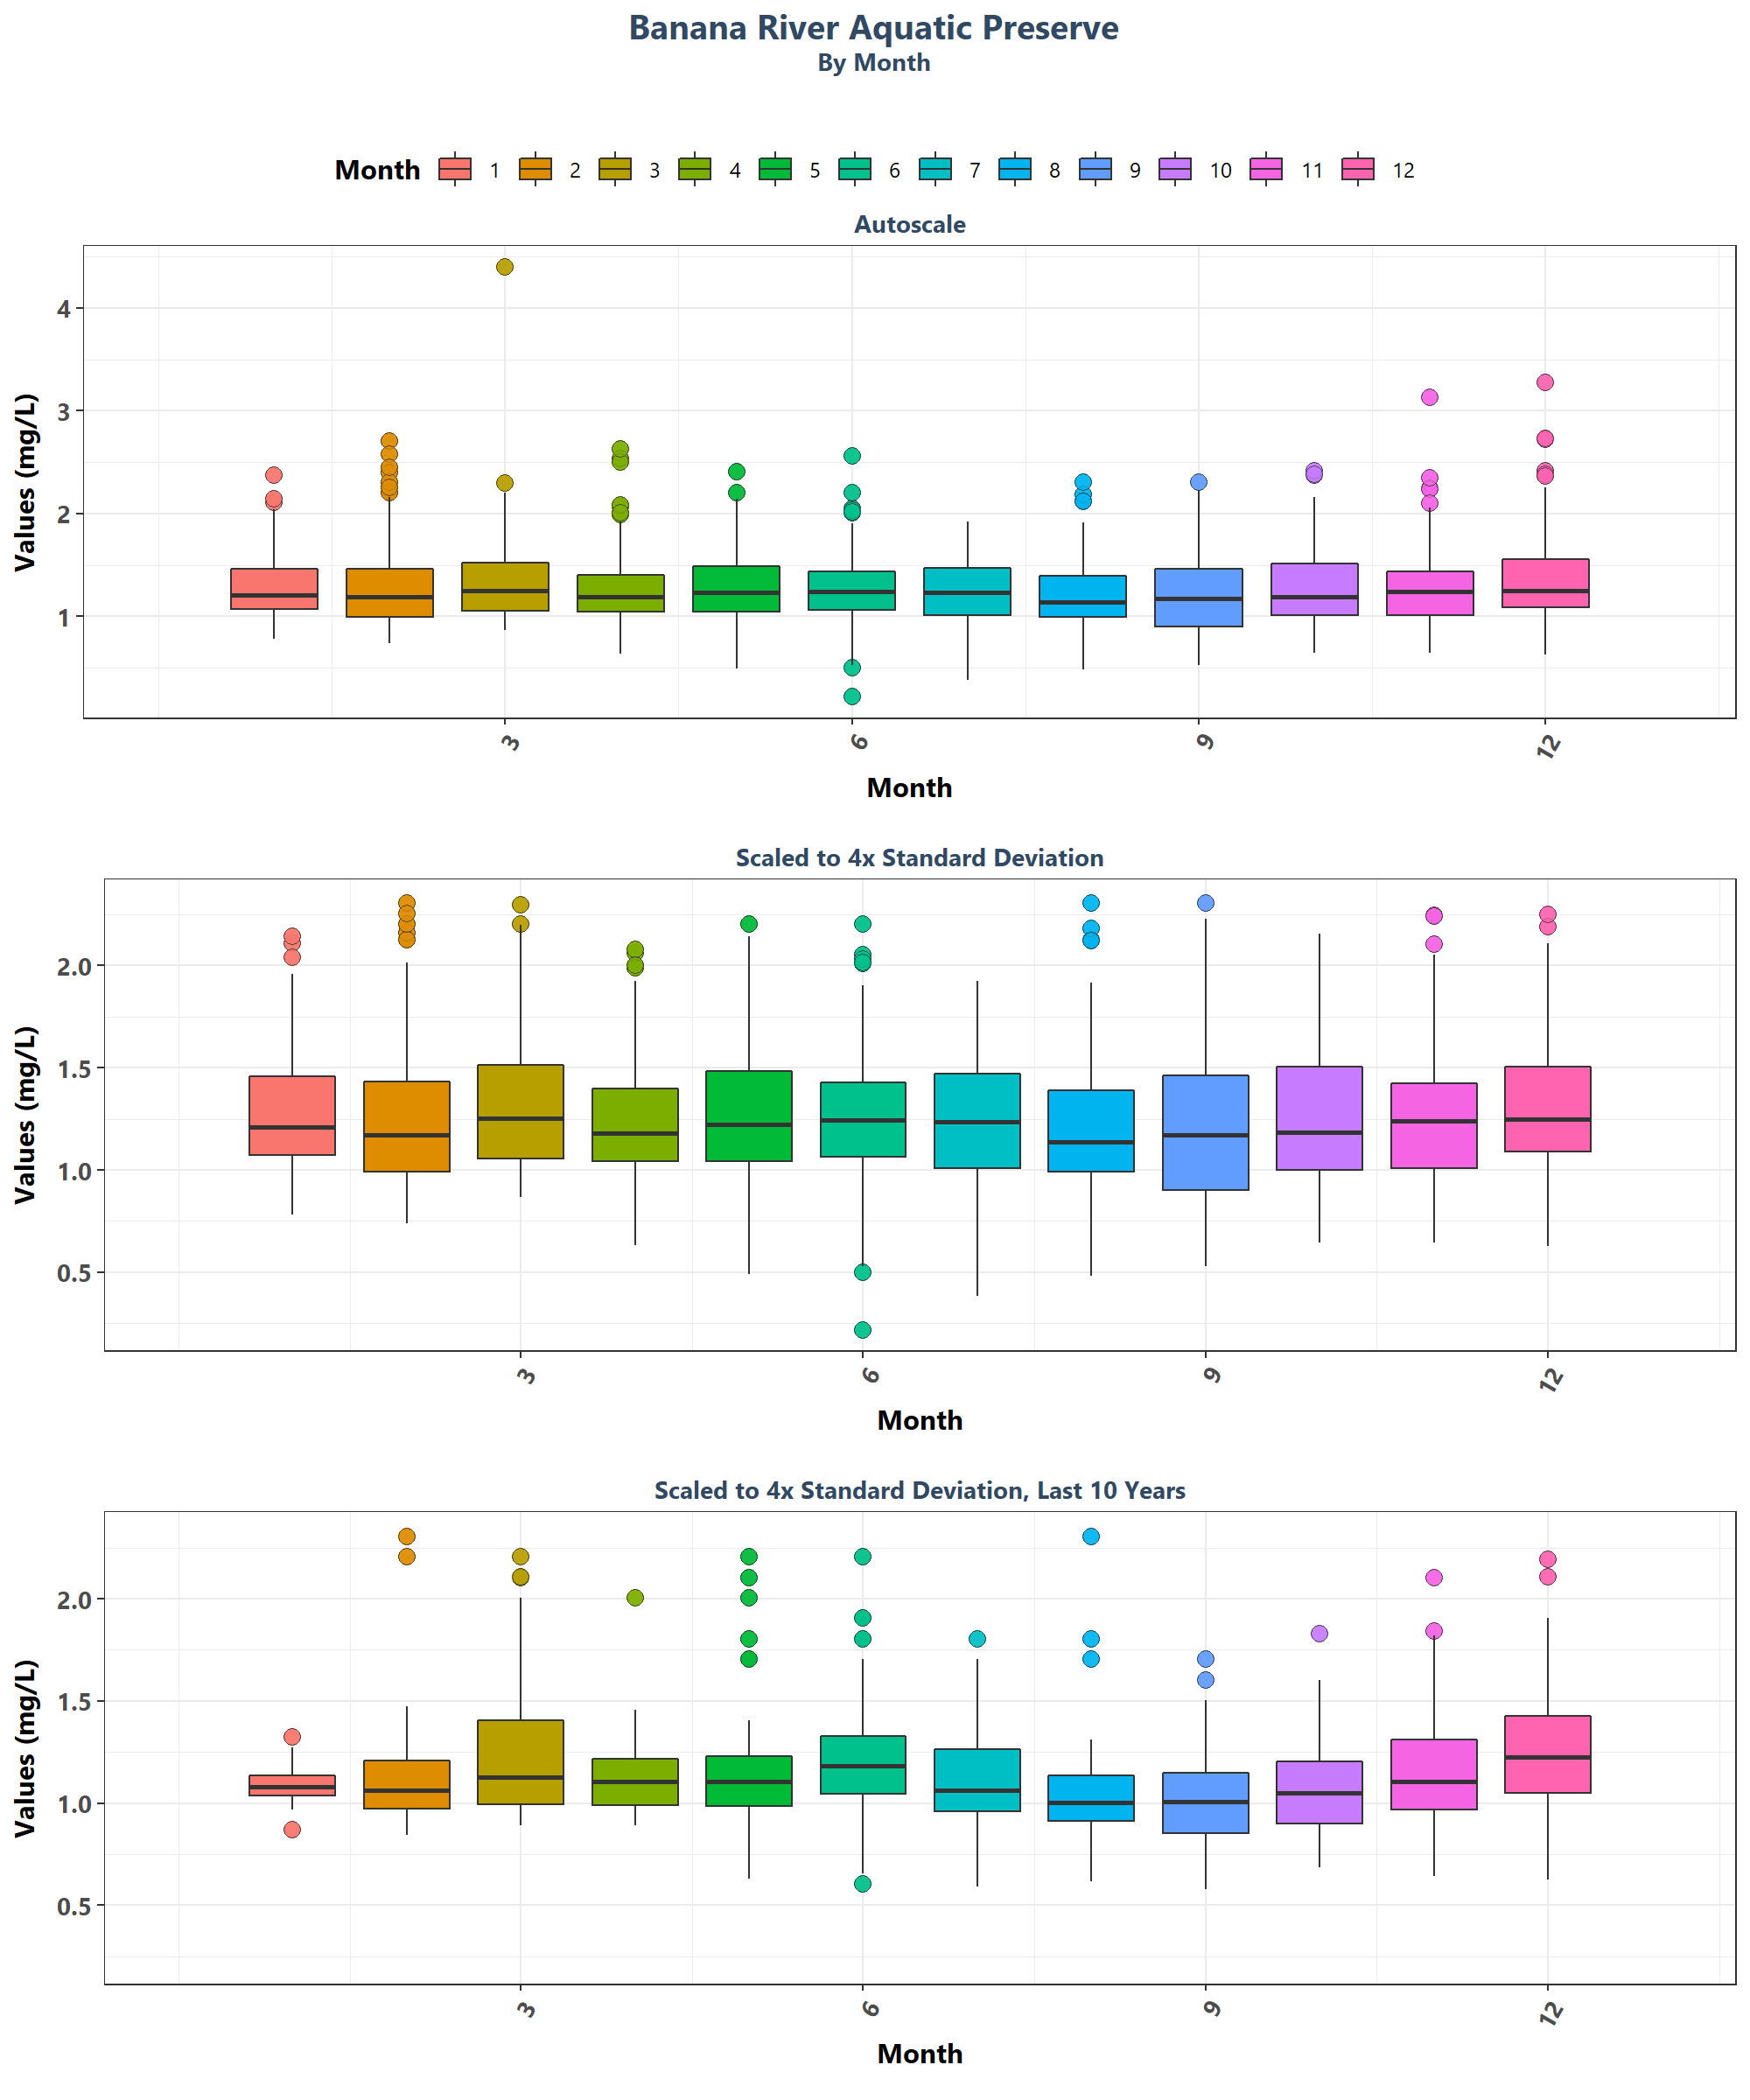 Banana River Aquatic Preserve
By Month
Month 1 2 3 4 5 6 7 8 9 10 11 12
Autoscale
Values (mg/L)
4
3
2
1
3 6 9 12
Month
Scaled to 4x Standard Deviation
Values (mg/L)
2.0
1.5
1.0
0.5
3 6 9 12
Month
Scaled to 4x Standard Deviation, Last 10 Years
Values (mg/L)
2.0
1.5
1.0
0.5
3 6 9 12
Month